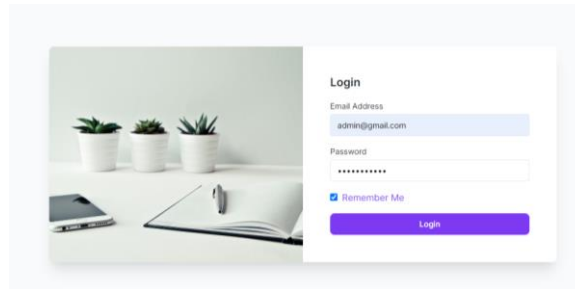 Login
Email Address
admin@gmail.com
Password
•••••••••••
Remember Me
Login